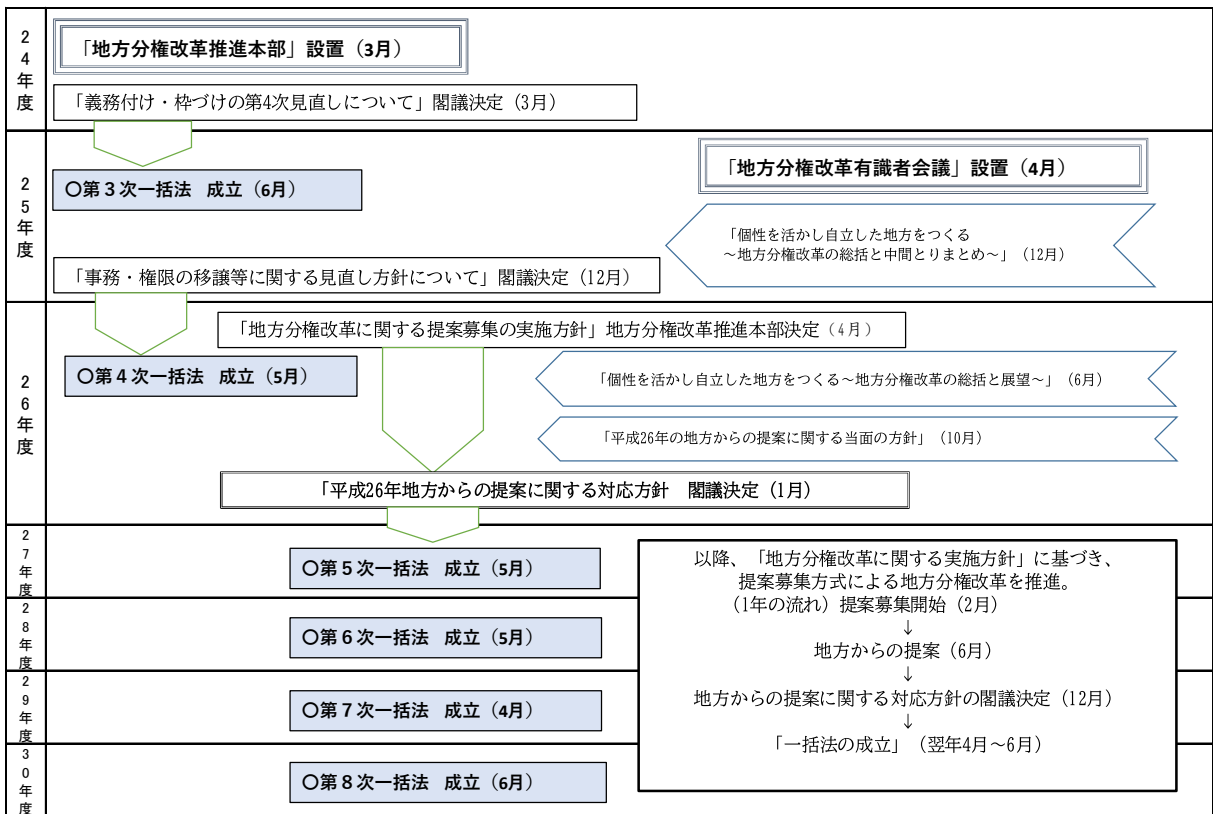 24年度
「地方分権改革推進本部」設置（3月）
「義務付け・枠づけの第4次見直しについて」閣議決定（3月）
25年度
「地方分権改革有識者会議」設置（4月）
〇第３次一括法　成立（6月）
「個性を活かし自立した地方をつくる
～地方分権改革の総括と中間とりまとめ～」（12月）
「事務・権限の移譲等に関する見直し方針について」閣議決定（12月）
26年度
「地方分権改革に関する提案募集の実施方針」地方分権改革推進本部決定（4月）
〇第４次一括法　成立（5月）
「個性を活かし自立した地方をつくる～地方分権改革の総括と展望～」（6月）
「平成26年の地方からの提案に関する当面の方針」（10月）
「平成26年地方からの提案に関する対応方針　閣議決定（1月）
27年度
〇第５次一括法　成立（5月）
28年度
〇第６次一括法　成立（5月）
29年度
〇第７次一括法　成立（4月）
30年度
〇第８次一括法　成立（6月）
以降、「地方分権改革に関する実施方針」に基づき、
提案募集方式による地方分権改革を推進。
（1年の流れ）提案募集開始（2月）
↓
地方からの提案（6月）
↓
地方からの提案に関する対応方針の閣議決定（12月）
↓
「一括法の成立」（翌年4月～6月）